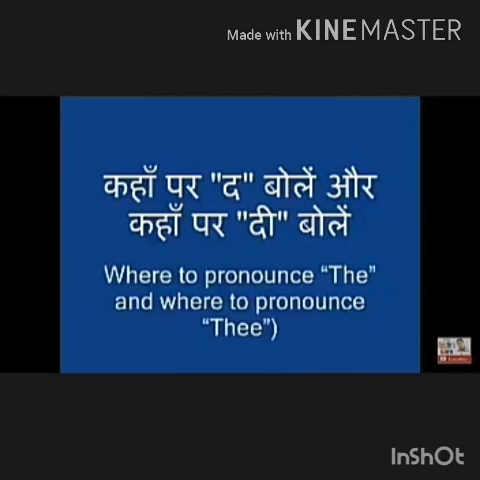 Made with KINEMASTER
कहाँ पर "द" बोलें और
कहाँ पर "दी" बोलें
Where to pronounce “The”
and where to pronounce
“Thee”)
InShOt